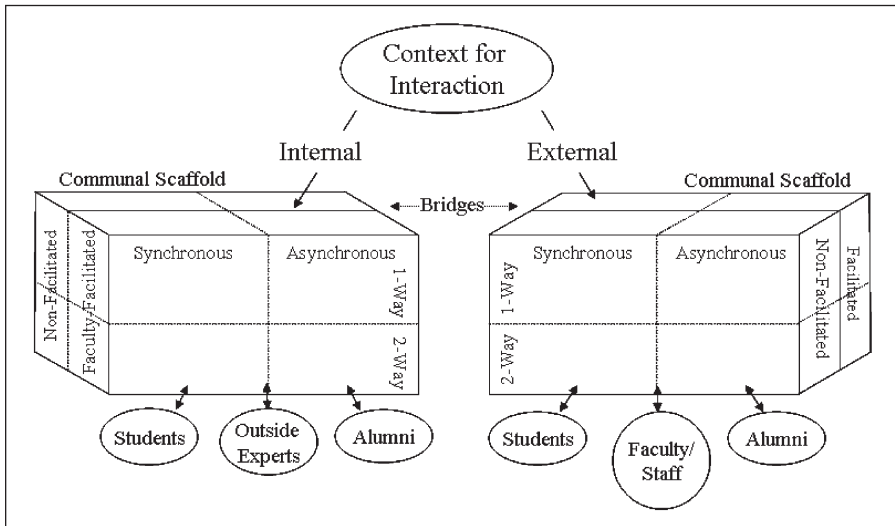 Context for
Interaction
Internal
External
Communal Scaffold
Communal Scaffold
Bridges
Non-Facilitated
Faculty-Facilitated
Synchronous
Asynchronous
1-Way
2-Way
1-Way
2-Way
Synchronous
Asynchronous
Non-Facilitated
Facilitated
Students
Outside
Experts
Alumni
Students
Faculty/
Staff
Alumni